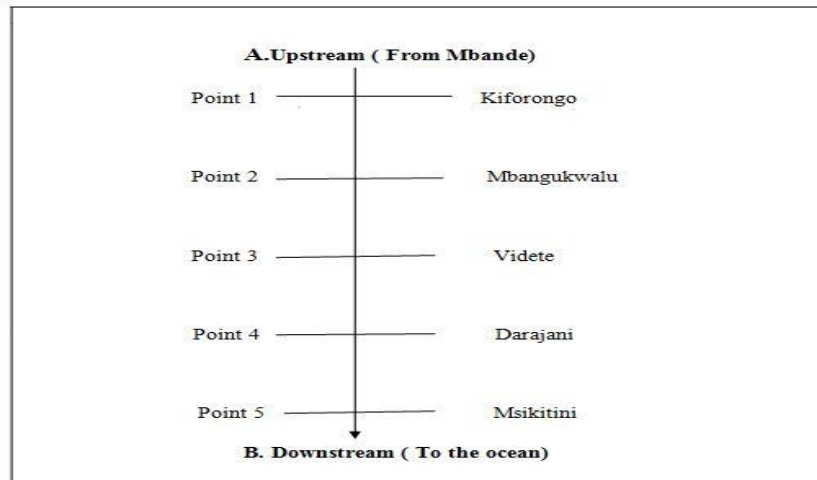 A.Upstream ( From Mbande)
Point 1 Kiforongo
Point 2 Mbangukwalu
Point 3 Videte
Point 4 Darajani
Point 5 Msikitini
B. Downstream ( To the ocean)